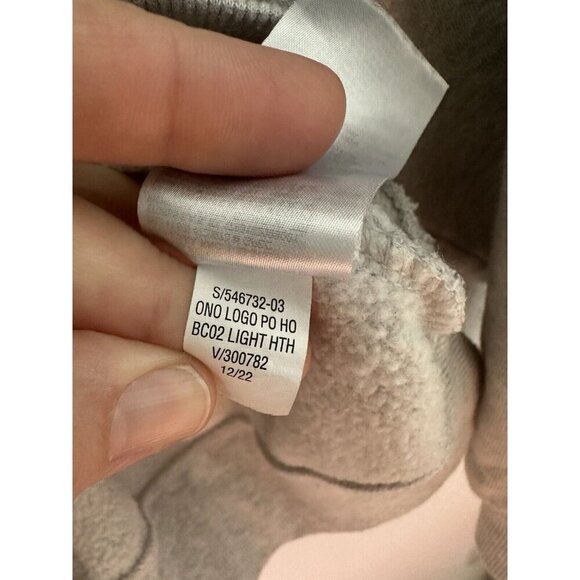 S/546732-03
ONO LOGO PO HO
BC02 LIGHT HTH
V/300782
12/22